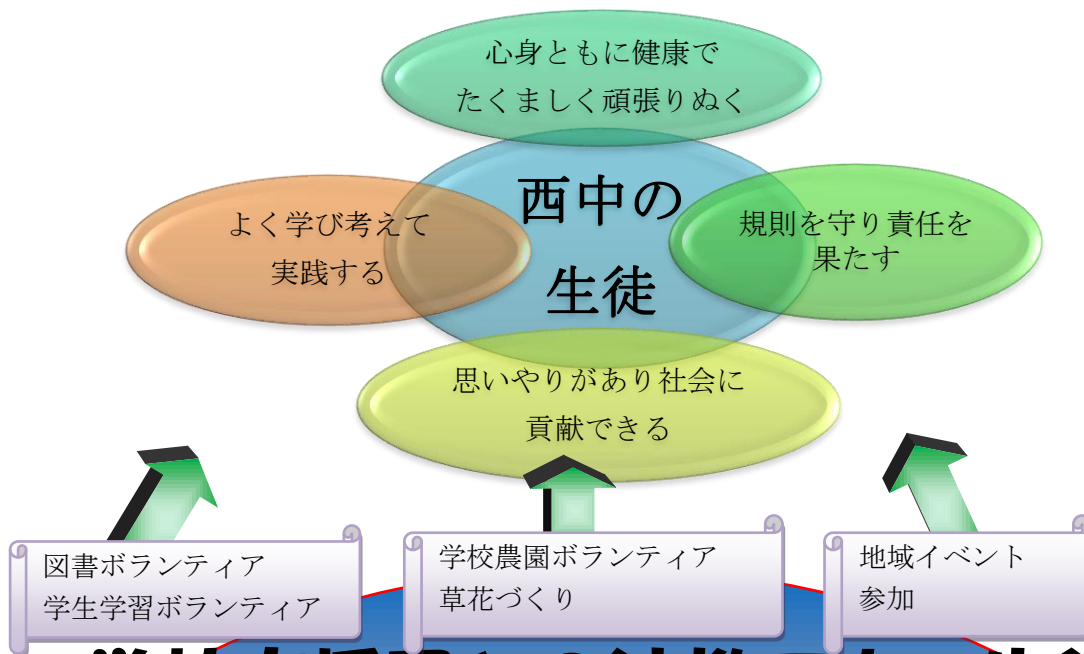 心身ともに健康で
たくましく頑張りぬく
西中の
生徒
よく学び考えて
実践する
規則を守り責任を
果たす
思いやりがあり社会に
貢献できる
図書ボランティア
学生学習ボランティア
学校農園ボランティア
草花づくり
地域イベント
参加